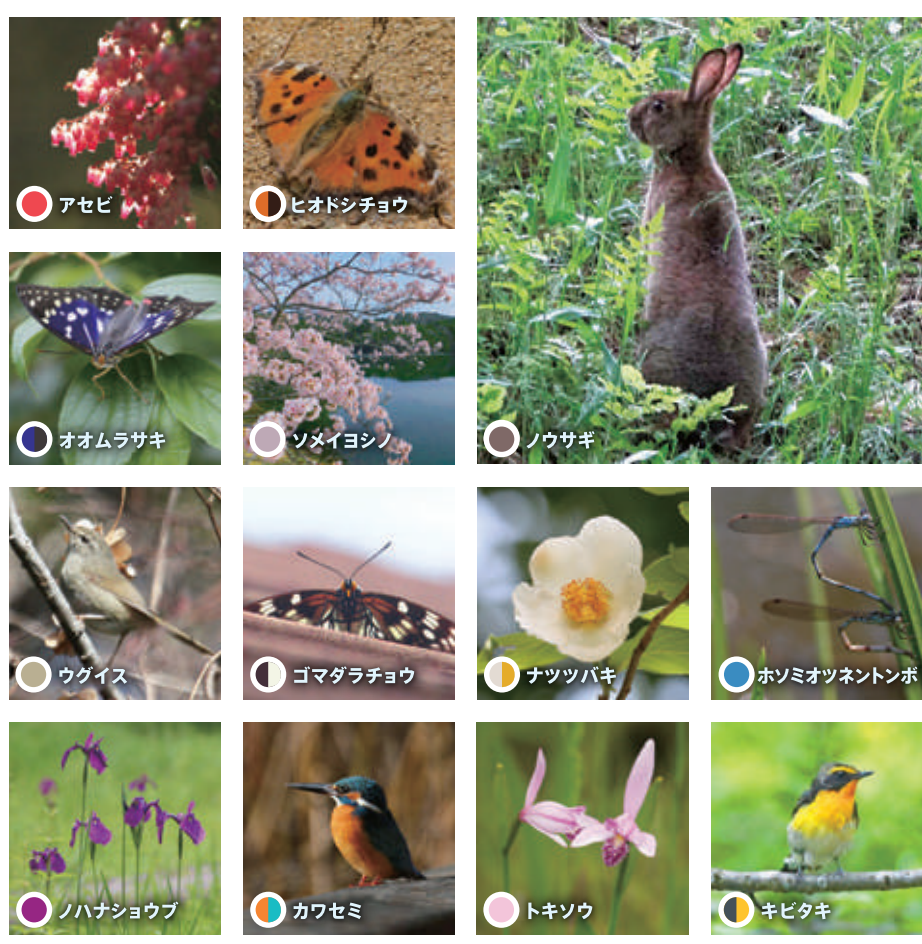 アセビ
ヒオドシチョウ
オオムラサキ
ソメイヨシノ
ノウサギ
ウグイス
ゴマダラチョウ
ナツツバキ
ホソミオツネントンボ
ノハナショウブ
カワセミ
トキソウ
キビタキ